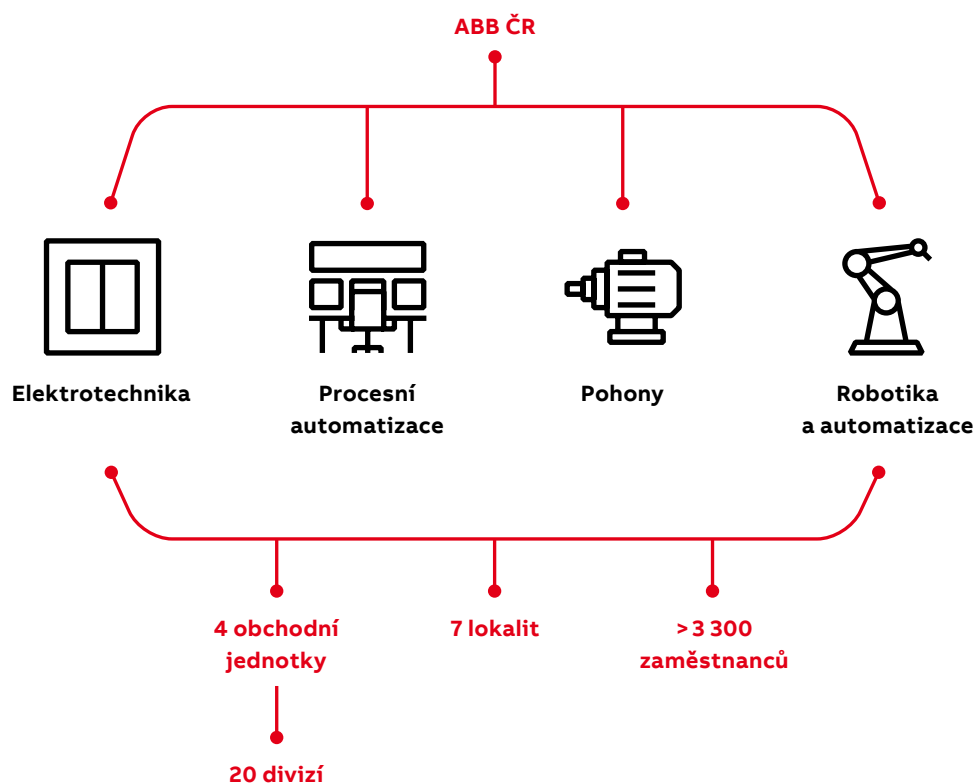 ABB ČR
Elektrotechnika
Procesní
automatizace
Pohony
Robotika
a automatizace
4 obchodní
jednotky
7 lokalit
> 3 300
zaměstnanců
20 divizí